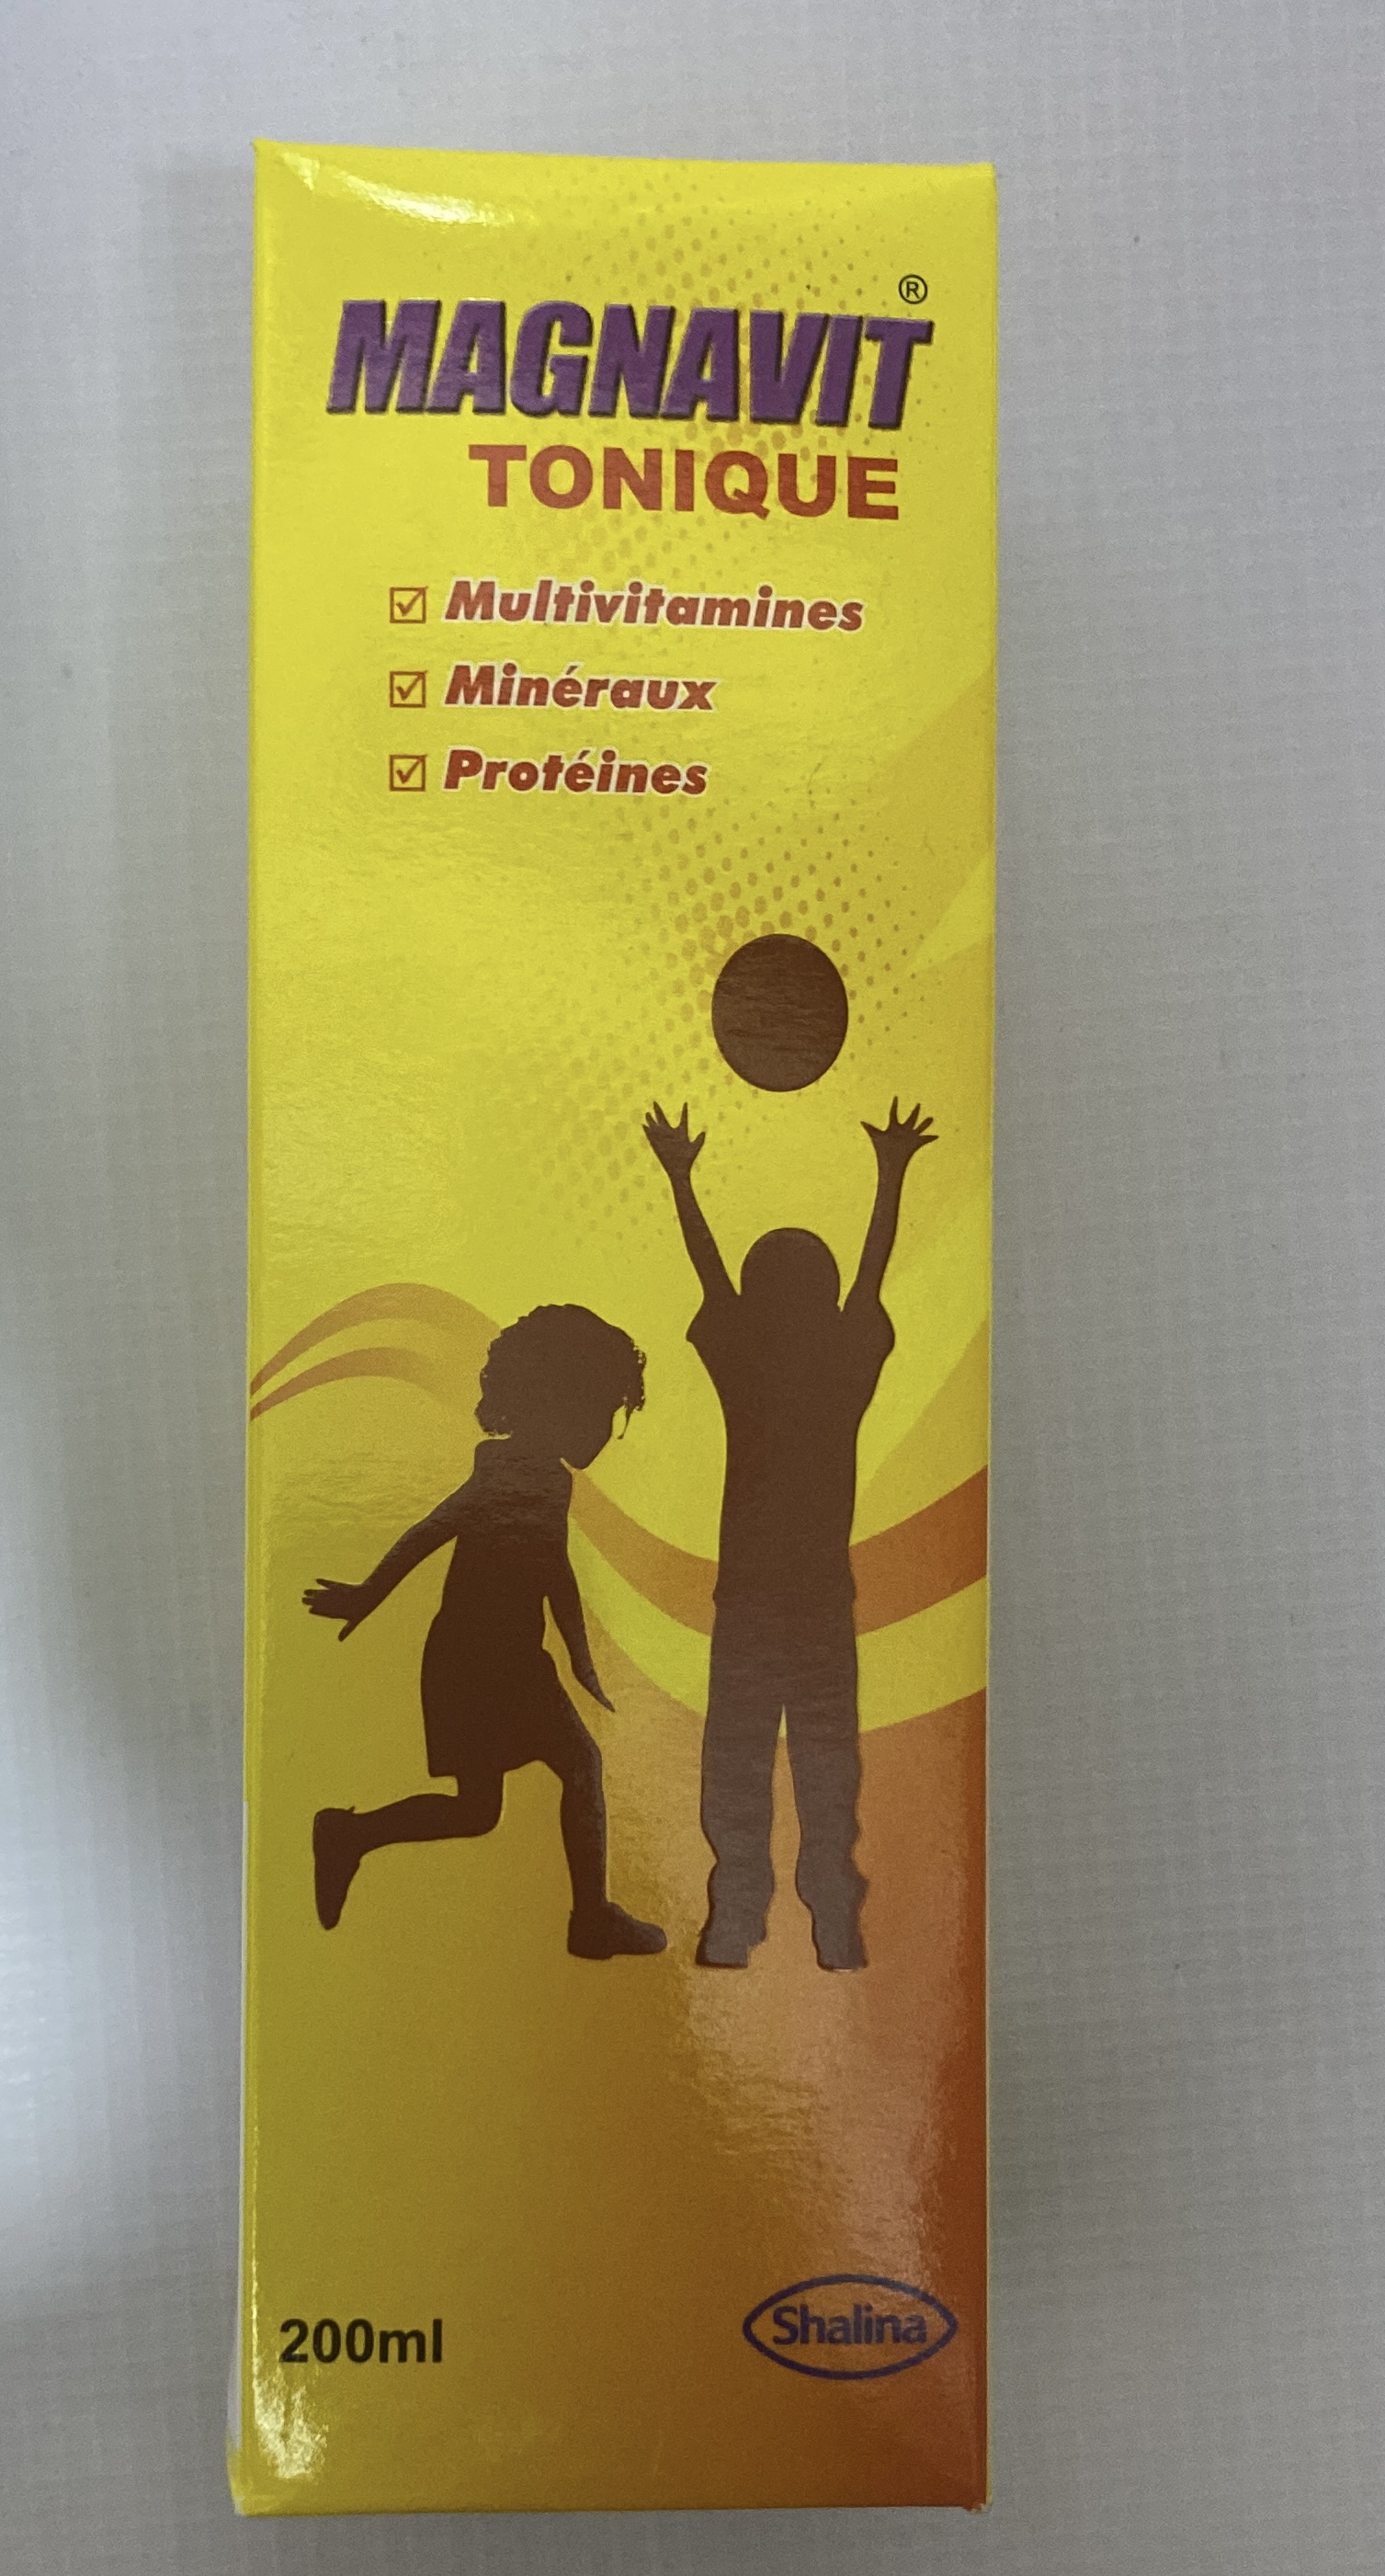 MAGNAVIT®
TONIQUE
Multivitamines
Minéraux
Protéines
200ml
Shalina